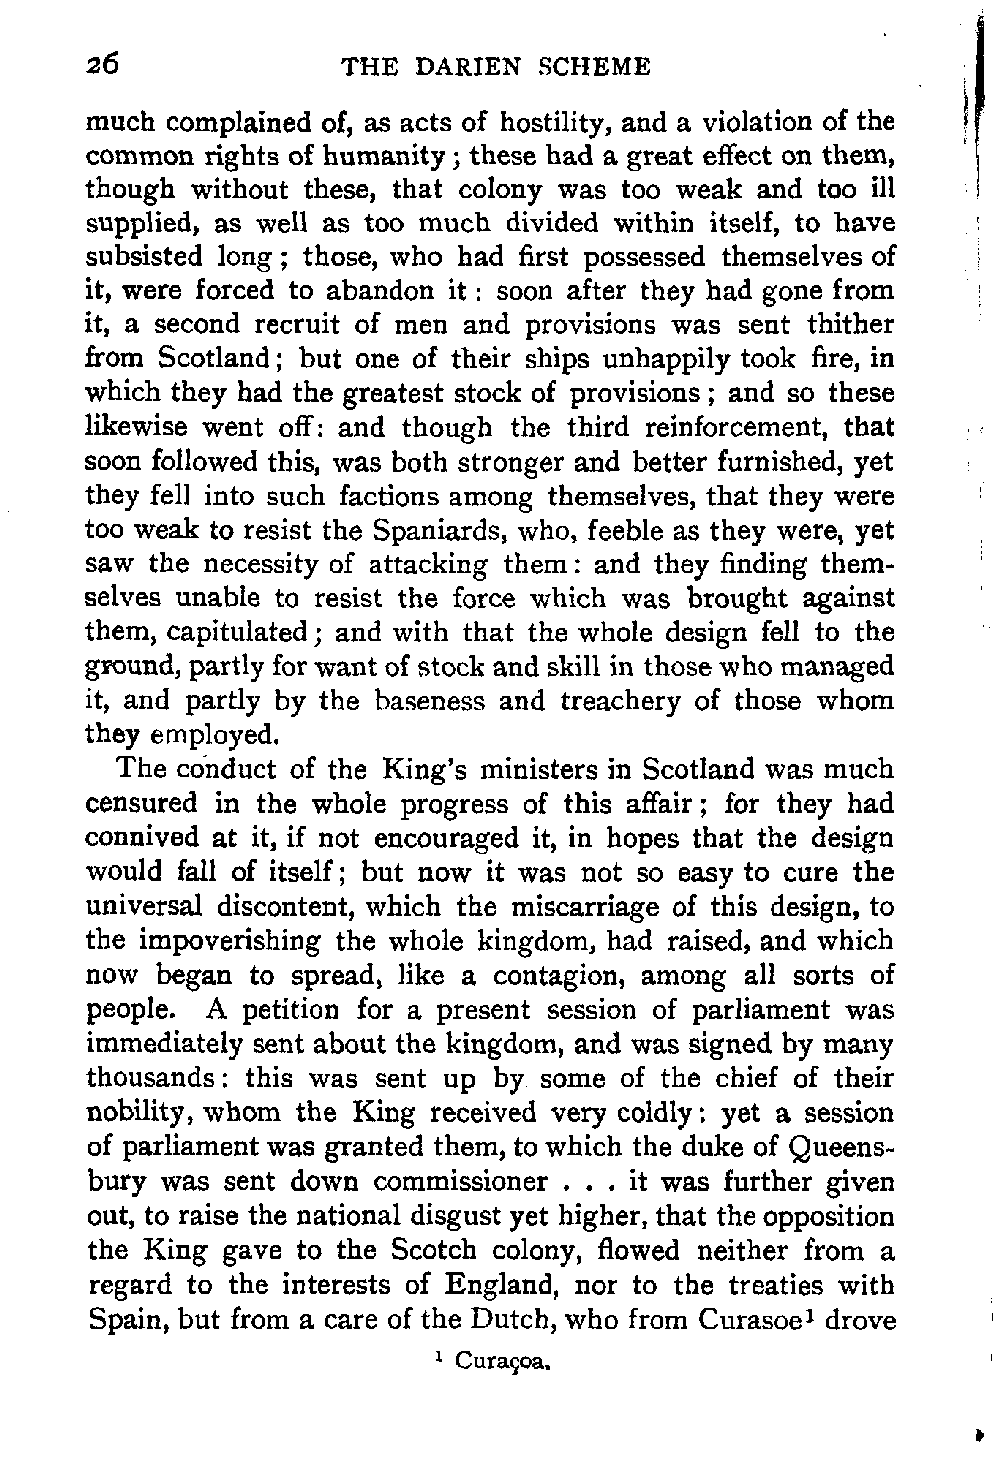 26 THE DARIEN SCHEME
much complained of, as acts of hostility, and a violation of the
common rights of humanity ; these had a great effect on them,
though without these, that colony was too weak and too ill
supplied, as well as too much divided within itself, to have
subsisted long ; those, who had first possessed themselves of
it, were forced to abandon it : soon after they had gone from
it, a second recruit of men and provisions was sent thither
from Scotland ; but one of their ships unhappily took fire, in
which they had the greatest stock of provisions ; and so these
likewise went off: and though the third reinforcement, that
soon followed this, was both stronger and better furnished, yet
they fell into such factions among themselves, that they were
too weak to resist the Spaniards, who, feeble as they were, yet
saw the necessity of attacking them : and they finding them-
selves unable to resist the force which was brought against
them, capitulated ; and with that the whole design fell to the
ground, partly for want of stock and skill in those who managed
it, and partly by the baseness and treachery of those whom
they employed.
The conduct of the King's ministers in Scotland was much
censured in the whole progress of this affair ; for they had
connived at it, if not encouraged it, in hopes that the design
would fall of itself ; but now it was not so easy to cure the
universal discontent, which the miscarriage of this design, to
the impoverishing the whole kingdom, had raised, and which
now began to spread, like a contagion, among all sorts of
people. A petition for a present session of parliament was
immediately sent about the kingdom, and was signed by many
thousands : this was sent up by some of the chief of their
nobility, whom the King received very coldly : yet a session
of parliament was granted them, to which the duke of Queens-
bury was sent down commissioner . . . it was further given
out, to raise the national disgust yet higher, that the opposition
the King gave to the Scotch colony, flowed neither from a
regard to the interests of England, nor to the treaties with
Spain, but from a care of the Dutch, who from Curasoe¹ drove
¹ Curaçoa.